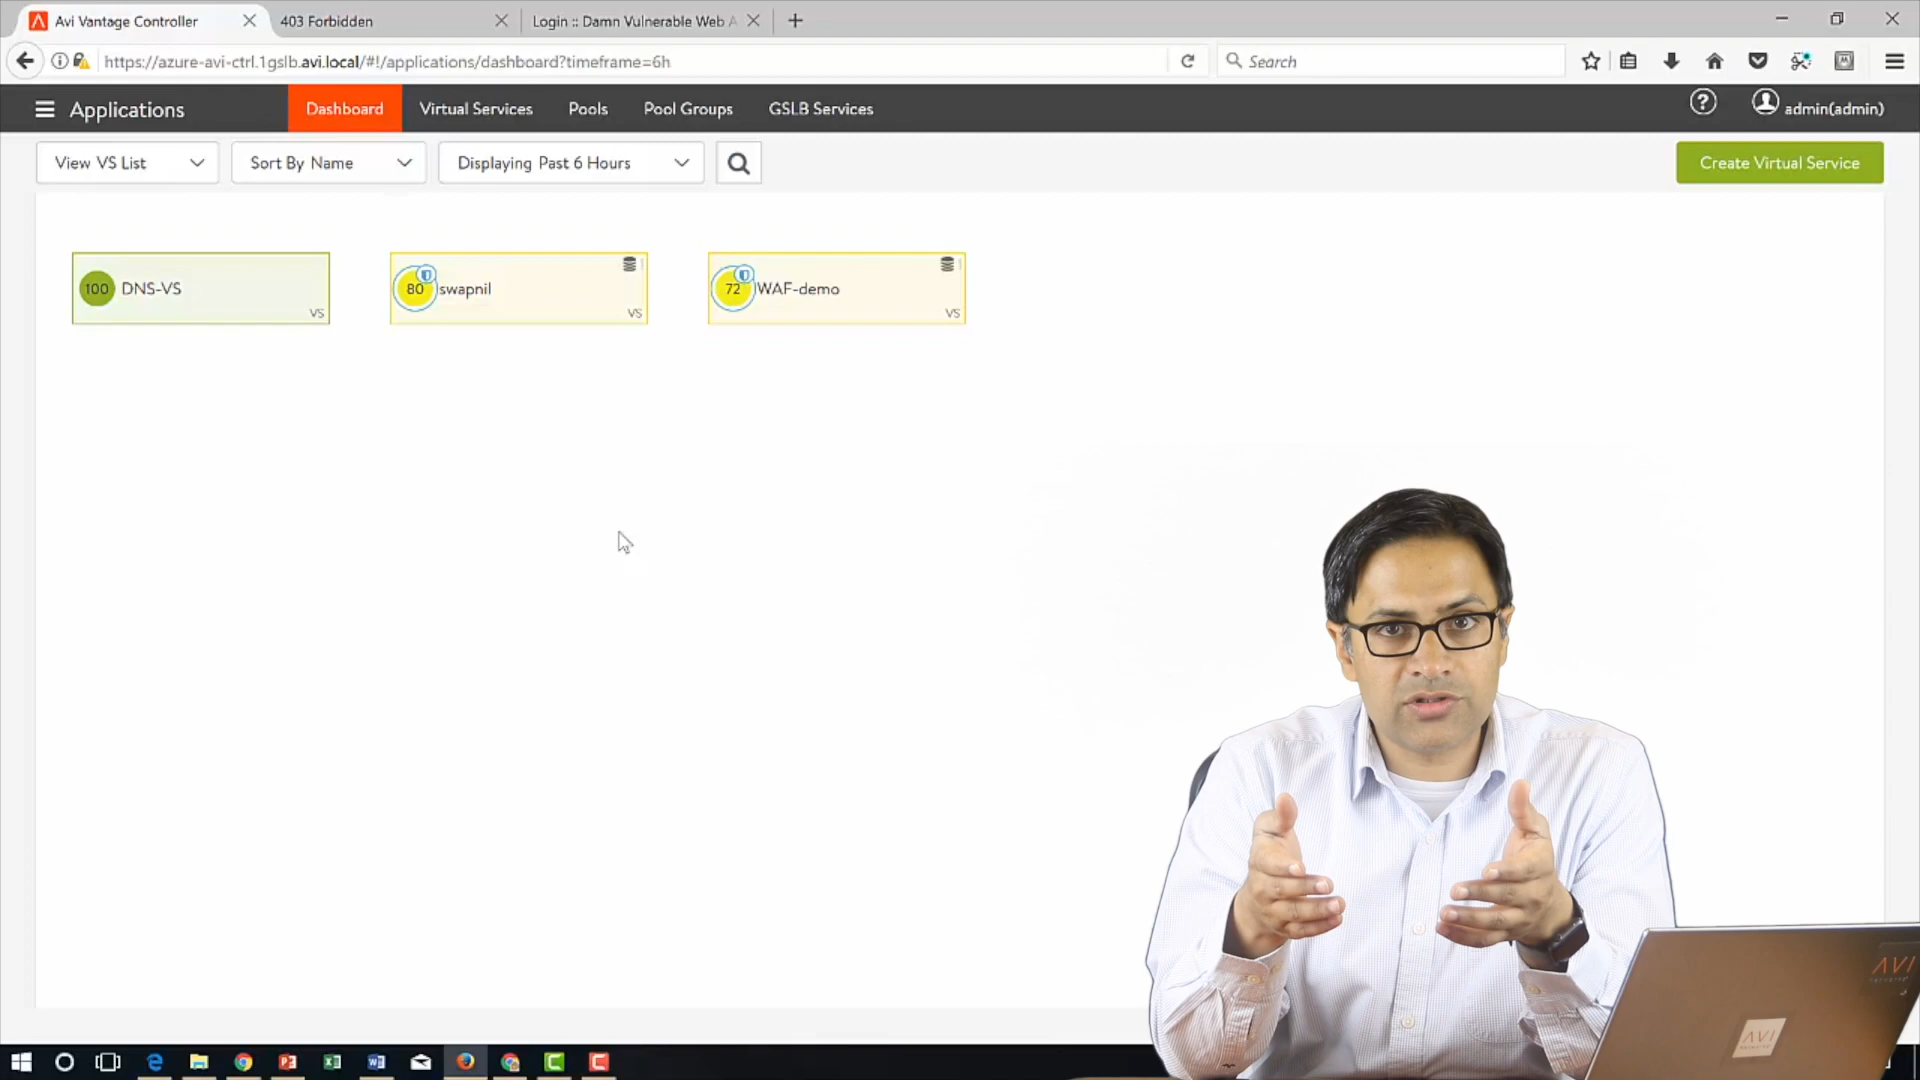 Avi Vantage Controller
403 Forbidden
Login :: Damn Vulnerable Web A
https://azure-avi-ctrl.1gslb.avi.local/#!/applications/dashboard?timeframe=6h
Search
Applications
Dashboard
Virtual Services
Pools
Pool Groups
GSLB Services
admin(admin)
View VS List
Sort By Name
Displaying Past 6 Hours
Create Virtual Service
100 DNS-VS
VS
80 swapnil
VS
72 WAF-demo
VS
AVI
AVI